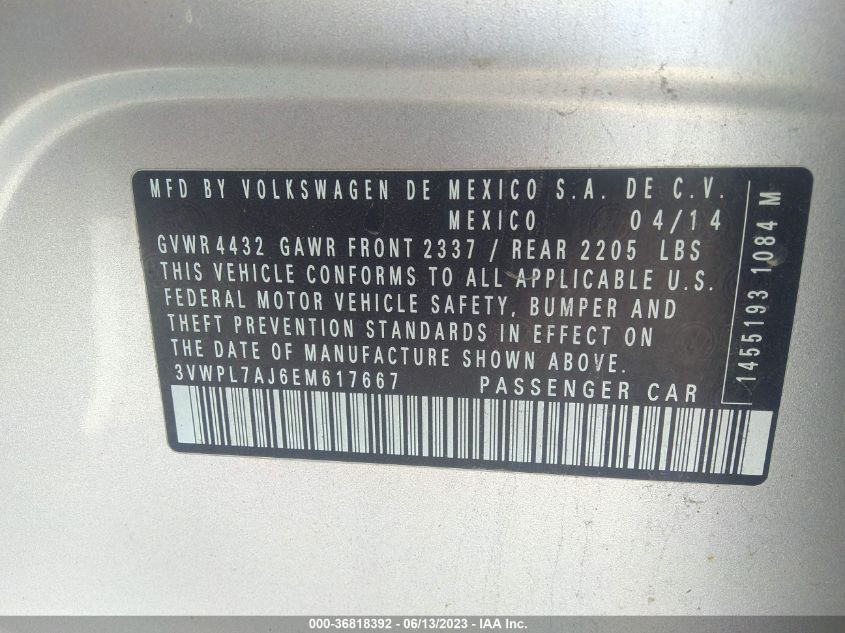 MFD BY VOLKSWAGEN DE MEXICO S.A. DE C.V.
MEXICO 04/14
GVWR 4432 GAWR FRONT 2337 / REAR 2205 LBS
THIS VEHICLE CONFORMS TO ALL APPLICABLE U.S.
FEDERAL MOTOR VEHICLE SAFETY, BUMPER AND
THEFT PREVENTION STANDARDS IN EFFECT ON
THE DATE OF MANUFACTURE SHOWN ABOVE.
3VWPL7AJ6EM617667 PASSENGER CAR
1455193 1084 M
000-36818392 - 06/13/2023 - IAA Inc.